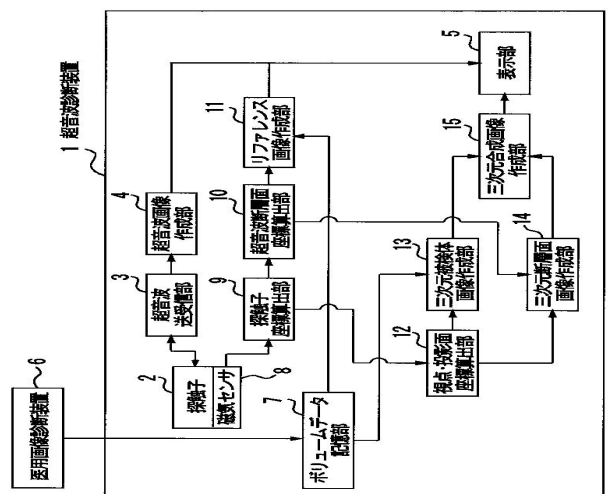 1 超音波診断装置
6
医用画像診断装置
2
探触子
磁気センサ
8
3
超音波
送受信部
4
超音波画像
作成部
9
探触子
座標算出部
10
超音波断層面
座標算出部
11
リファレンス
画像作成部
5
表示部
7
ボリュームデータ
記憶部
12
視点・投影面
座標算出部
13
三次元被検体
画像作成部
14
三次元断層面
画像作成部
15
三次元合成画像
作成部